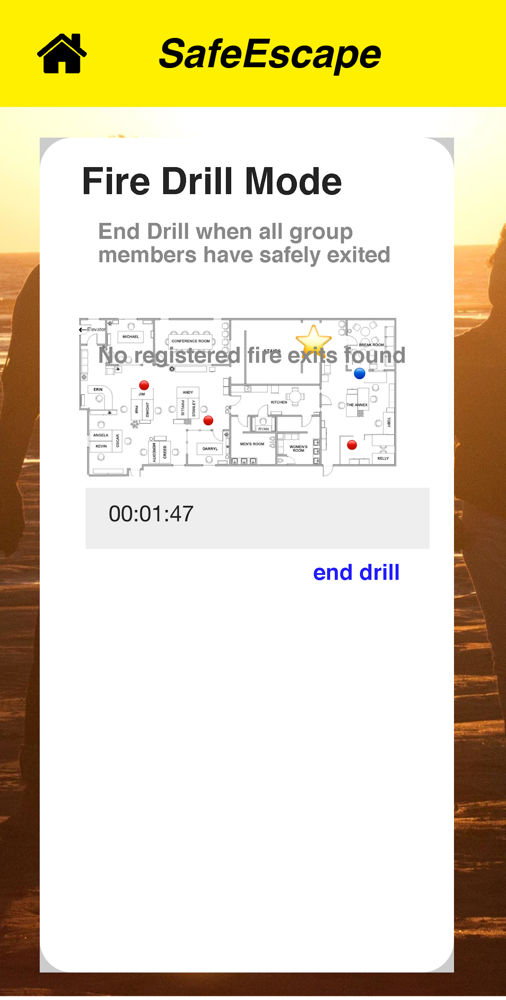 SafeEscape
Fire Drill Mode
End Drill when all group
members have safely exited
←Elevator
MICHAEL
CONFERENCE ROOM
STAIRS
BREAK ROOM
No registered fire exits found
ERIN
JIM
ANDY
PAM
DWIGHT
PHYLLIS
STANLEY
KITCHEN
THE ANNEX
TOBY
RYAN
ANGELA
KEVIN
OSCAR
MEREDITH
CREED
DARRYL
MEN'S ROOM
WOMEN'S
ROOM
KELLY
00:01:47
end drill